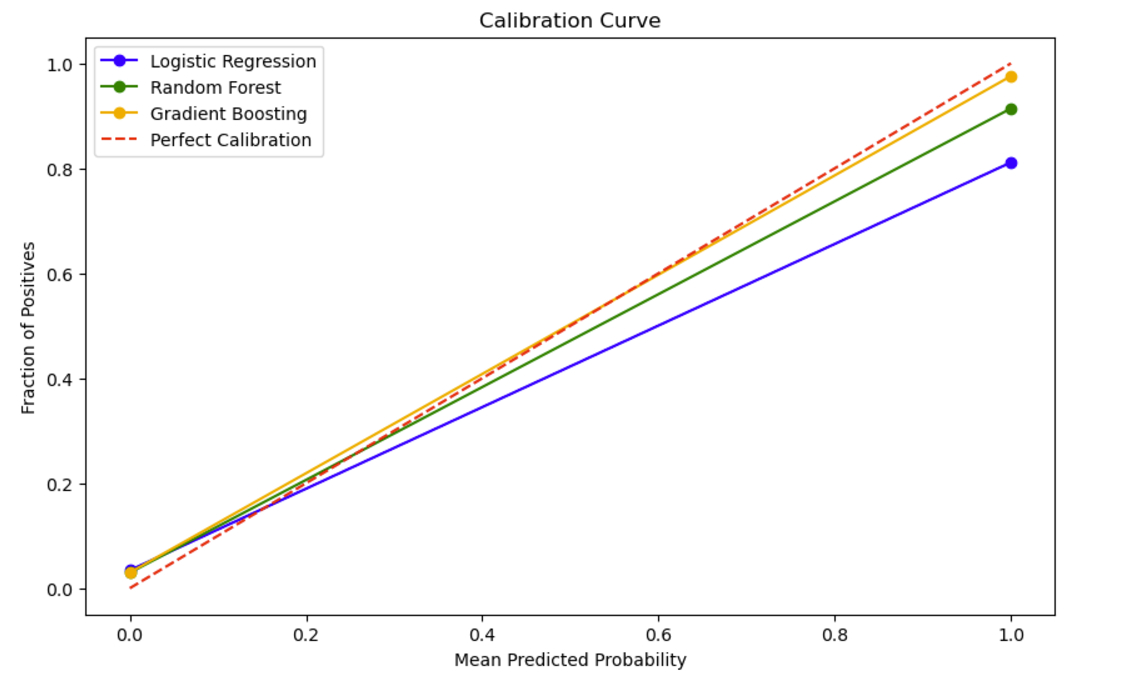 Calibration Curve
Logistic Regression
Random Forest
Gradient Boosting
Perfect Calibration
Fraction of Positives
1.0
0.8
0.6
0.4
0.2
0.0
0.0 0.2 0.4 0.6 0.8 1.0
Mean Predicted Probability